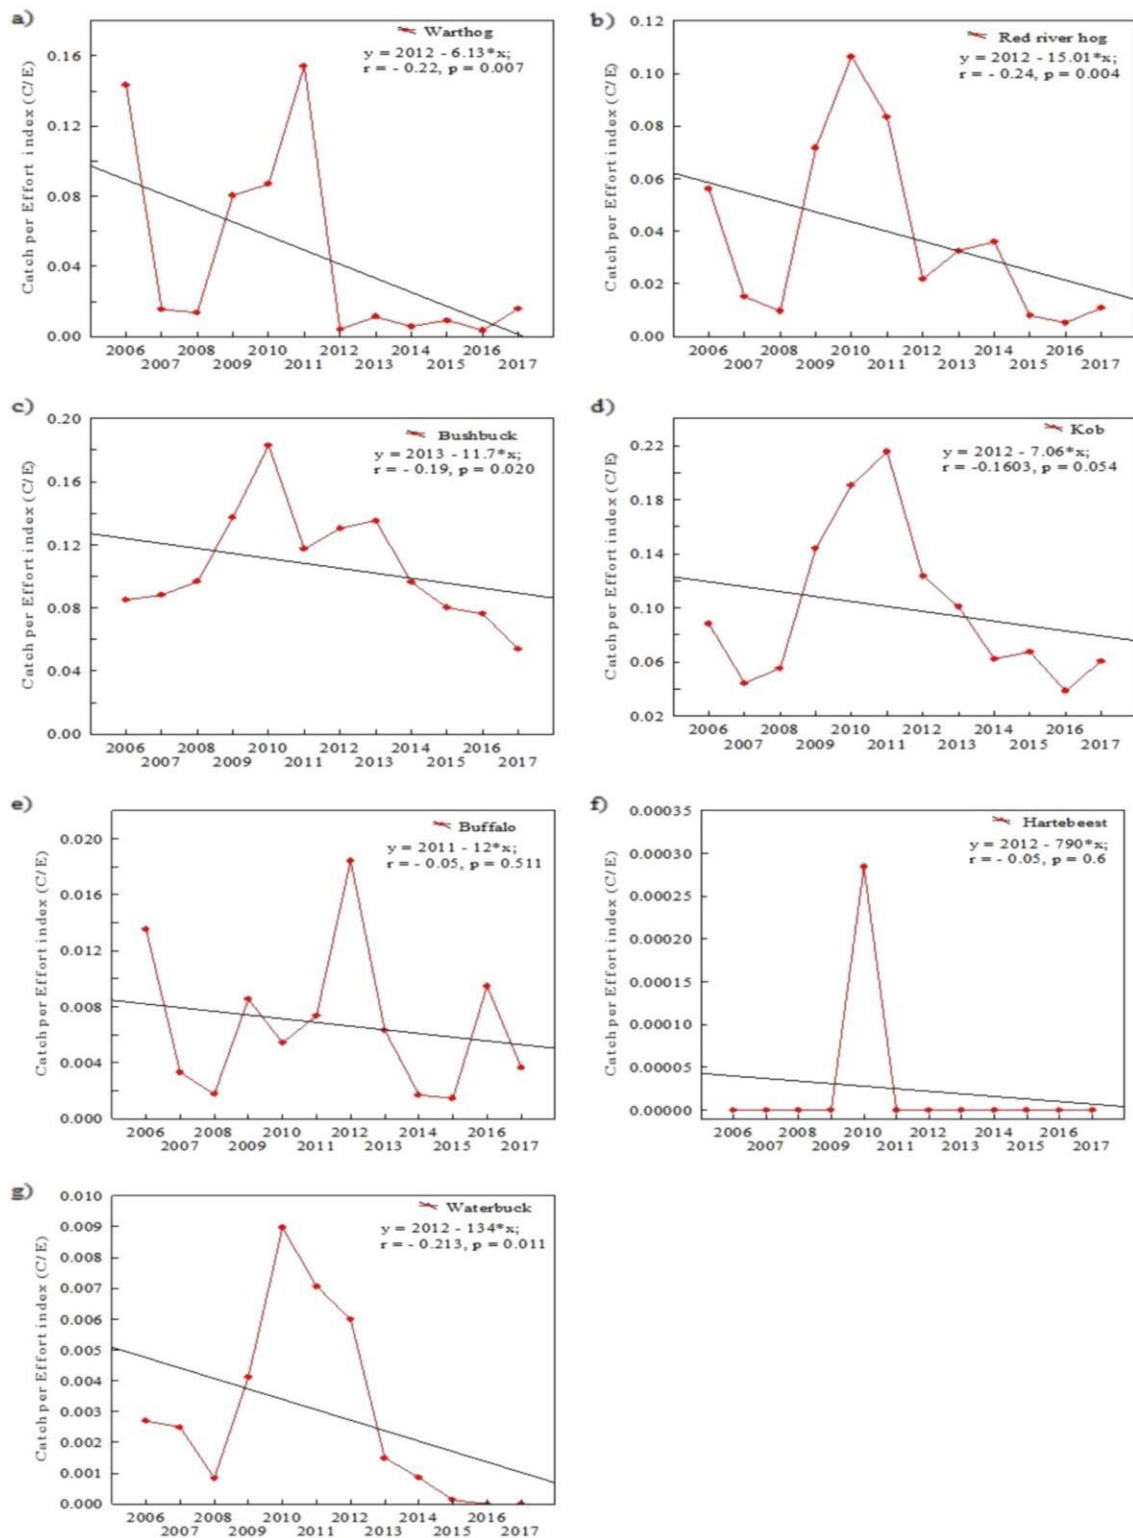 a)
Warthog
y = 2012 - 6.13*x;
r = - 0.22, p = 0.007
Catch per Effort index (C/E)
0.16
0.12
0.08
0.04
0.00
2006 2008 2010 2012 2014 2016
2007 2009 2011 2013 2015 2017
b)
Red river hog
y = 2012 - 15.01*x;
r = - 0.24, p = 0.004
Catch per Effort index (C/E)
0.12
0.10
0.08
0.06
0.04
0.02
0.00
2006 2008 2010 2012 2014 2016
2007 2009 2011 2013 2015 2017
c)
Bushbuck
y = 2013 - 11.7*x;
r = - 0.19, p = 0.020
Catch per Effort index (C/E)
0.20
0.16
0.12
0.08
0.04
0.00
2006 2008 2010 2012 2014 2016
2007 2009 2011 2013 2015 2017
d)
Kob
y = 2012 - 7.06*x;
r = -0.1603, p = 0.054
Catch per Effort index (C/E)
0.22
0.18
0.14
0.10
0.06
0.02
2006 2008 2010 2012 2014 2016
2007 2009 2011 2013 2015 2017
e)
Buffalo
y = 2011 - 12*x;
r = - 0.05, p = 0.511
Catch per Effort index (C/E)
0.020
0.016
0.012
0.008
0.004
0.000
2006 2008 2010 2012 2014 2016
2007 2009 2011 2013 2015 2017
f)
Hartebeest
y = 2012 - 790*x;
r = - 0.05, p = 0.6
Catch per Effort index (C/E)
0.00035
0.00030
0.00025
0.00020
0.00015
0.00010
0.00005
0.00000
2006 2008 2010 2012 2014 2016
2007 2009 2011 2013 2015 2017
g)
Waterbuck
y = 2012 - 134*x;
r = - 0.213, p = 0.011
Catch per Effort index (C/E)
0.010
0.009
0.008
0.007
0.006
0.005
0.004
0.003
0.002
0.001
0.000
2006 2008 2010 2012 2014 2016
2007 2009 2011 2013 2015 2017